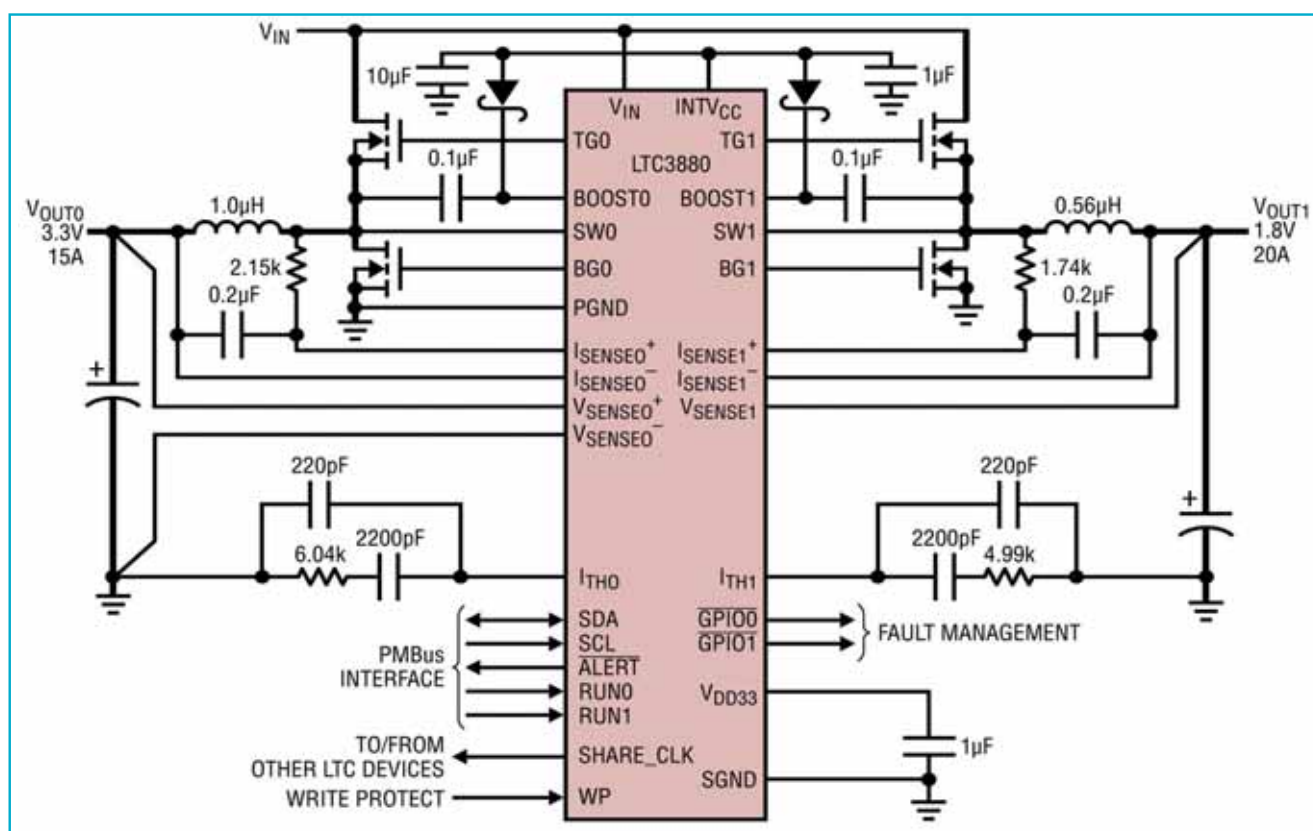 VIN
10µF
1µF
VIN
INTVCC
TG0
TG1
LTC3880
0.1µF
0.1µF
BOOST0
BOOST1
VOUT0
3.3V
15A
1.0µH
0.56µH
VOUT1
1.8V
20A
SW0
SW1
2.15k
1.74k
BG0
BG1
0.2µF
0.2µF
PGND
ISENSE0+
ISENSE1+
ISENSE0−
ISENSE1−
VSENSE0+
VSENSE1
VSENSE0−
+
+
220pF
220pF
2200pF
2200pF
6.04k
4.99k
ITH0
ITH1
SDA
GPIO0
SCL
GPIO1
FAULT MANAGEMENT
PMBus
INTERFACE
ALERT
RUN0
VDD33
RUN1
1µF
TO/FROM
OTHER LTC DEVICES
SHARE_CLK
SGND
WRITE PROTECT
WP